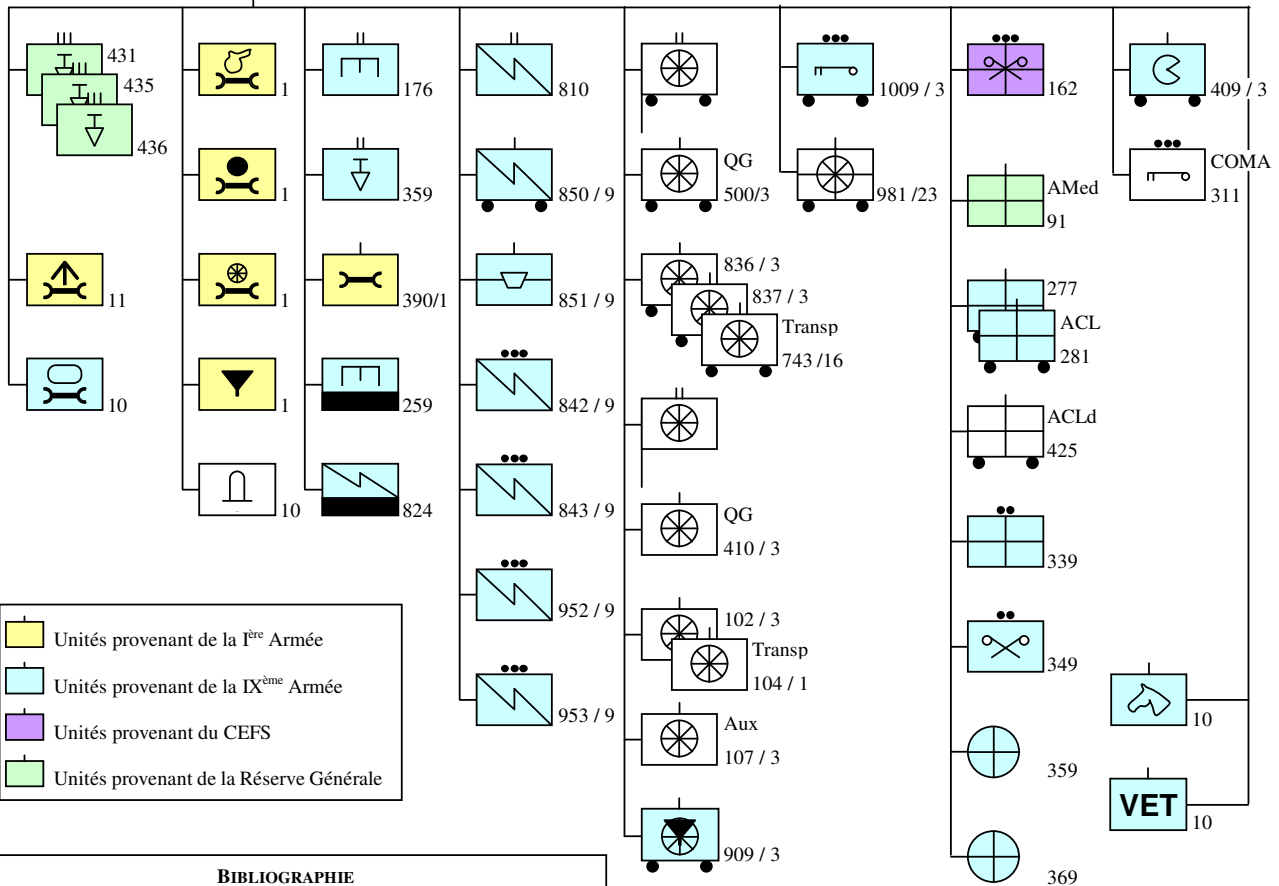 431
435
436
11
10
1
1
1
1
10
176
359
390/1
259
824
810
850 / 9
851 / 9
842 / 9
843 / 9
952 / 9
953 / 9
QG
500/3
836 / 3
837 / 3
Transp
743 /16
QG
410 / 3
102 / 3
Transp
104 / 1
Aux
107 / 3
909 / 3
1009 / 3
981 /23
162
AMed
91
277
ACL
281
ACLd
425
339
349
359
369
409 / 3
COMA
311
10
VET
10
Unités provenant de la Ière Armée
Unités provenant de la IXème Armée
Unités provenant du CEFS
Unités provenant de la Réserve Générale
BIBLIOGRAPHIE